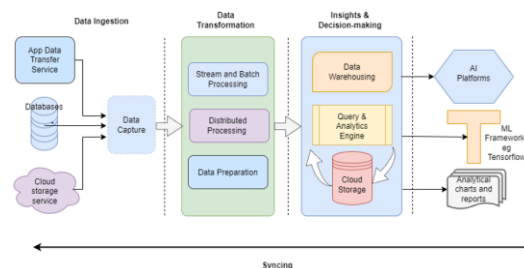 Data Ingestion
Data
Transformation
Insights &
Decision-making
App Data
Transfer
Service
Databases
Cloud
storage
service
Data
Capture
Stream and Batch
Processing
Distributed
Processing
Data Preparation
Data
Warehousing
Query &
Analytics
Engine
Cloud
Storage
AI
Platforms
ML
Framework
eg
Tensorflow
Analytical
charts and
reports
Syncing